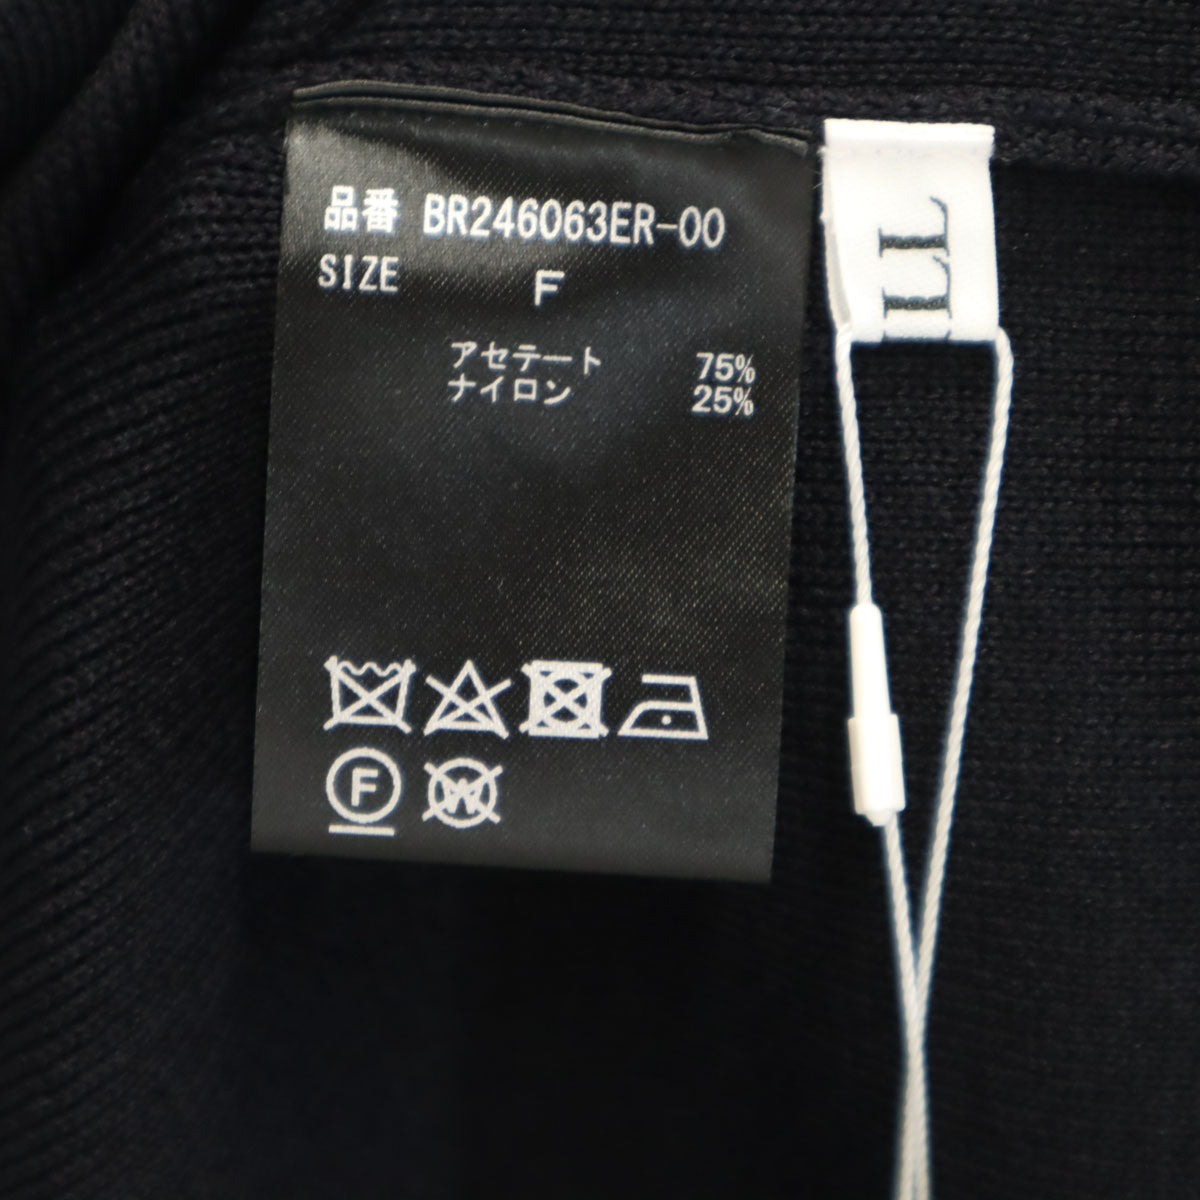 品番 BR246063ER-00
SIZE F
アセテート 75%
ナイロン 25%
F W
LL